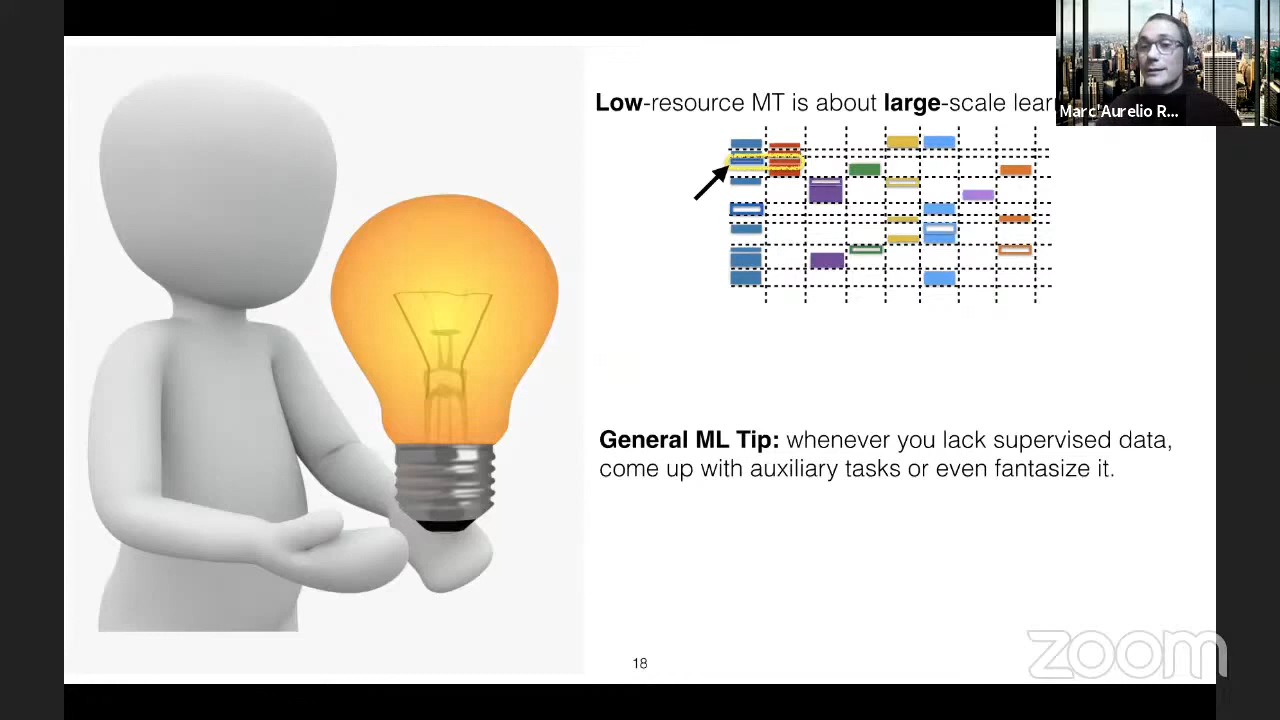 Low-resource MT is about large-scale lear
Marc'Aurelio R...
General ML Tip: whenever you lack supervised data,
come up with auxiliary tasks or even fantasize it.
18
zoom